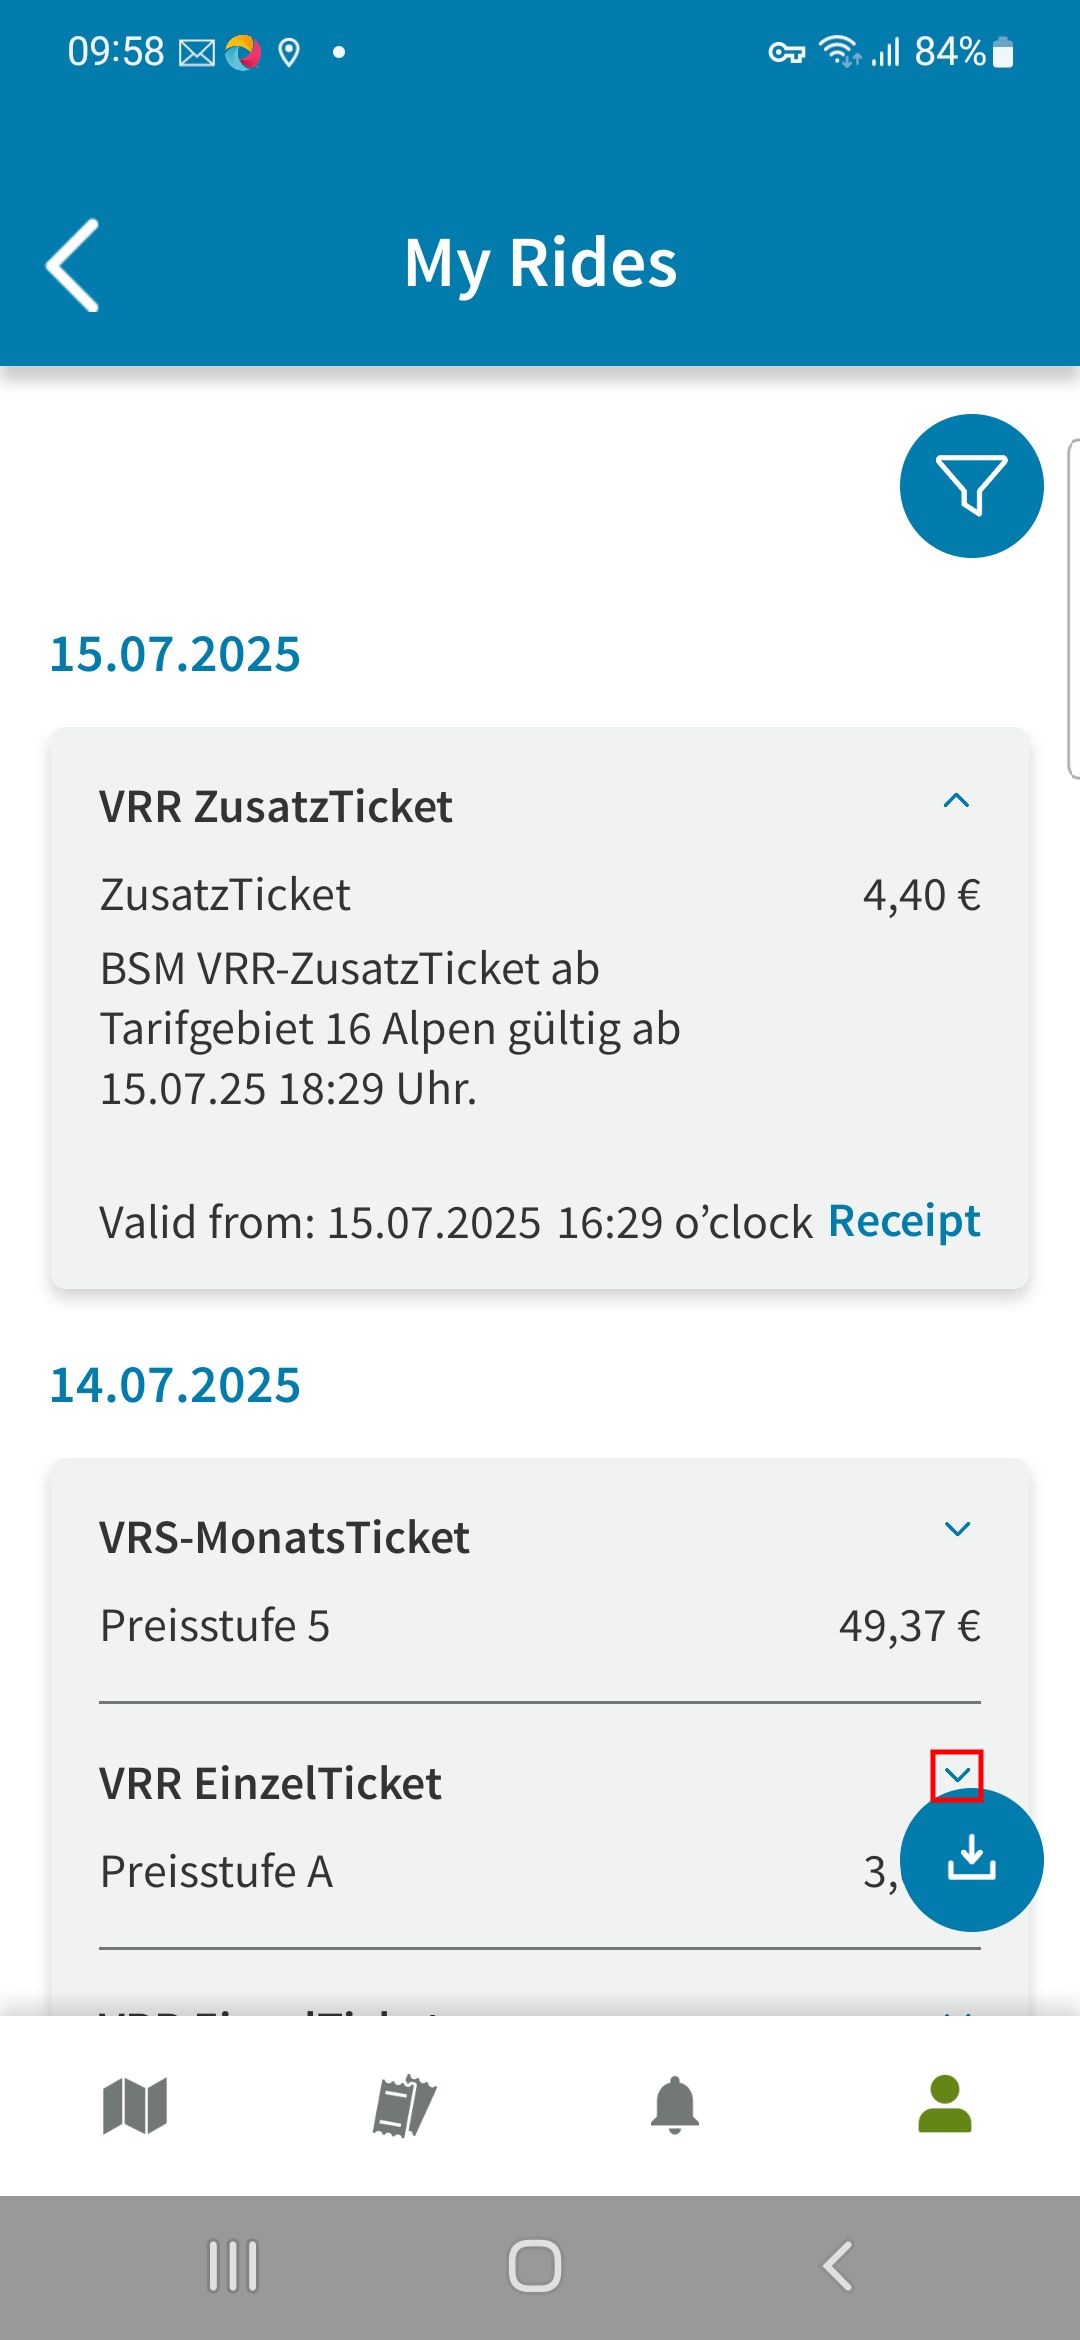 09:58
84%
My Rides
15.07.2025
VRR ZusatzTicket
ZusatzTicket 4,40 €
BSM VRR-ZusatzTicket ab
Tarifgebiet 16 Alpen gültig ab
15.07.25 18:29 Uhr.
Valid from: 15.07.2025 16:29 o’clock Receipt
14.07.2025
VRS-MonatsTicket
Preisstufe 5 49,37 €
VRR EinzelTicket
Preisstufe A 3,